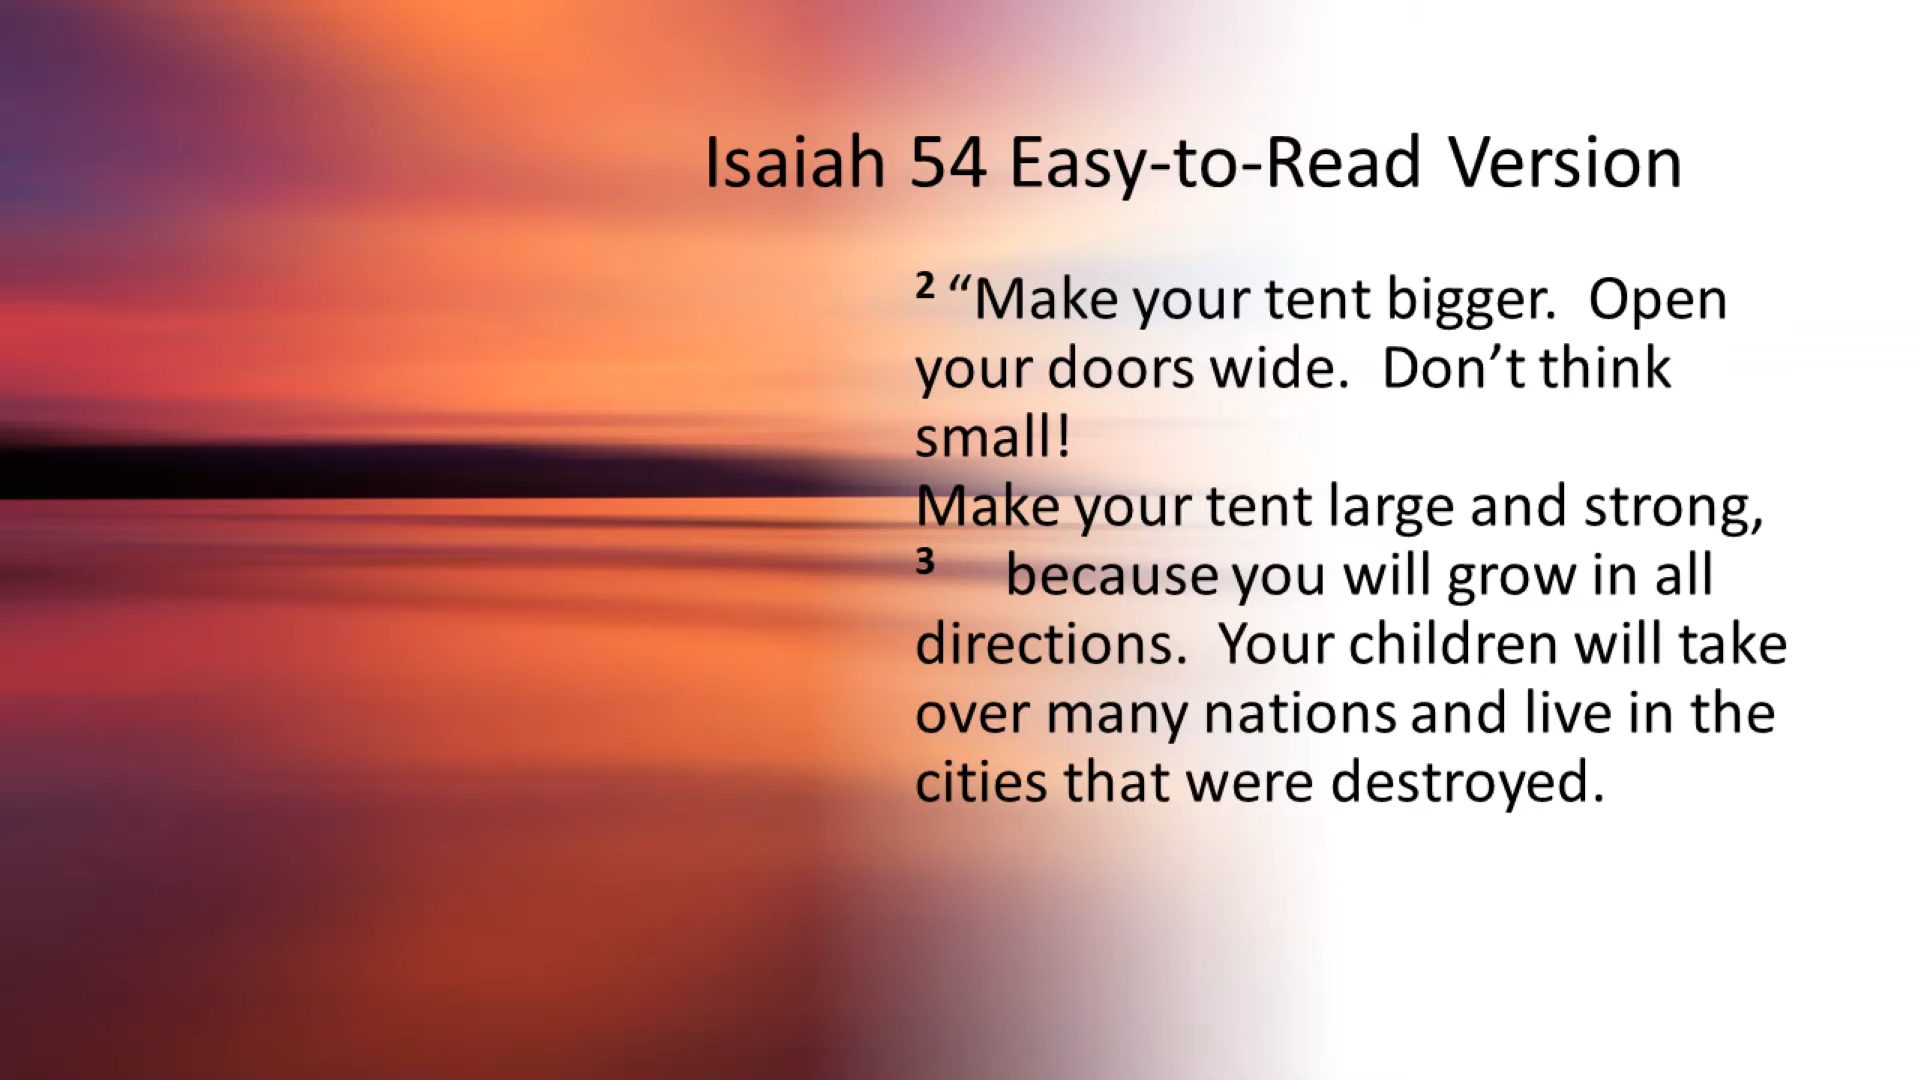 Isaiah 54 Easy-to-Read Version
2 “Make your tent bigger.  Open
your doors wide.  Don’t think
small!
Make your tent large and strong,
3 because you will grow in all
directions.  Your children will take
over many nations and live in the
cities that were destroyed.